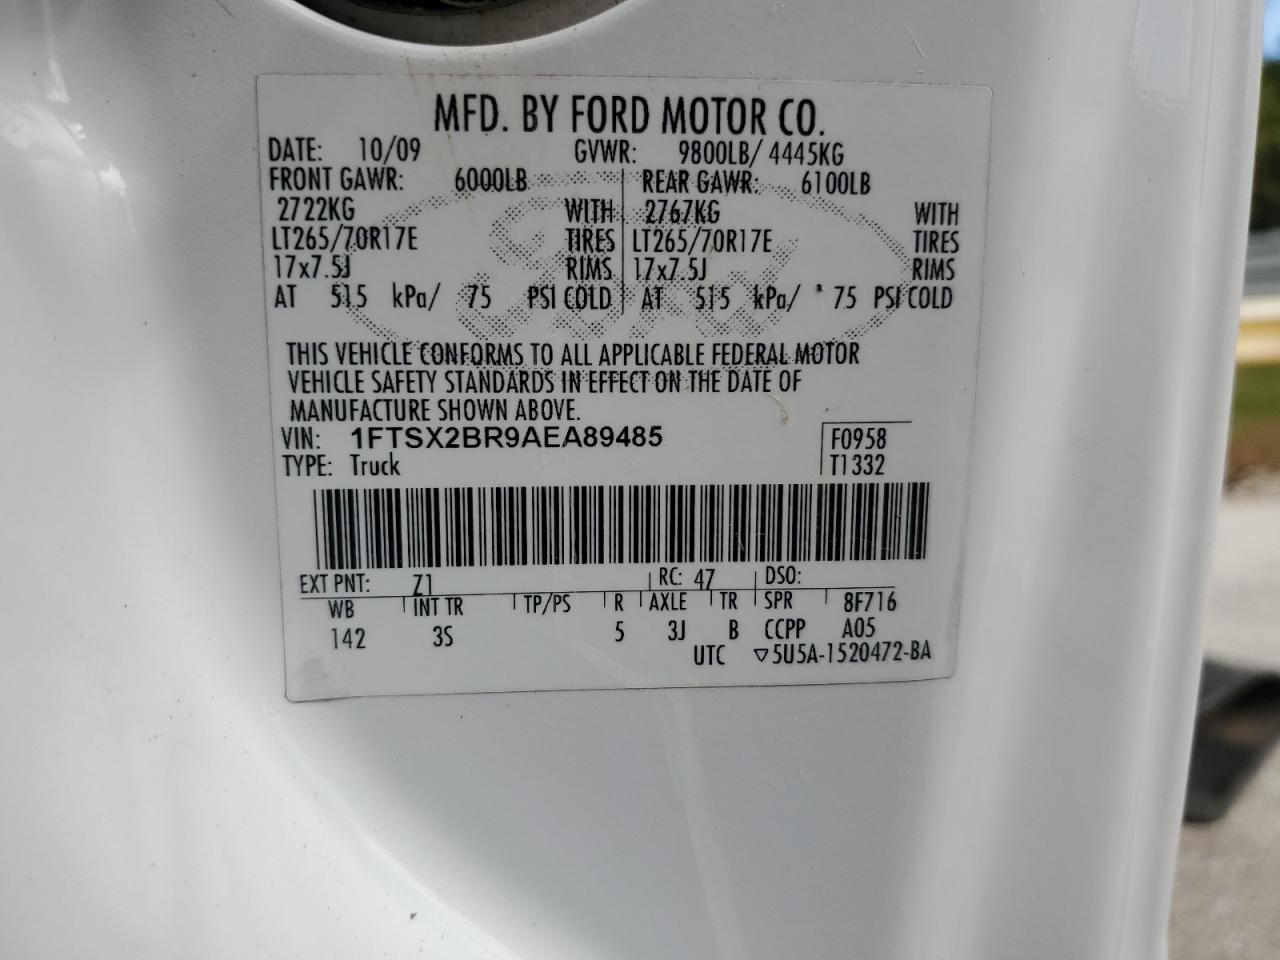 MFD. BY FORD MOTOR CO.
DATE: 10/09 GVWR: 9800LB/ 4445KG
FRONT GAWR: 6000LB REAR GAWR: 6100LB
2722KG WITH 2767KG WITH
LT265/70R17E TIRES LT265/70R17E TIRES
17x7.5J RIMS 17x7.5J RIMS
AT 515 kPa/ 75 PSI COLD AT 515 kPa/ 75 PSI COLD
THIS VEHICLE CONFORMS TO ALL APPLICABLE FEDERAL MOTOR
VEHICLE SAFETY STANDARDS IN EFFECT ON THE DATE OF
MANUFACTURE SHOWN ABOVE.
VIN: 1FTSX2BR9AEA89485 F0958
TYPE: Truck T1332
EXT PNT: Z1 RC: 47 DSO:
WB INT TR TP/PS R AXLE TR SPR 8F716
142 3S 5 3J B CCPP A05
UTC ▽5U5A-1520472-BA
Ford